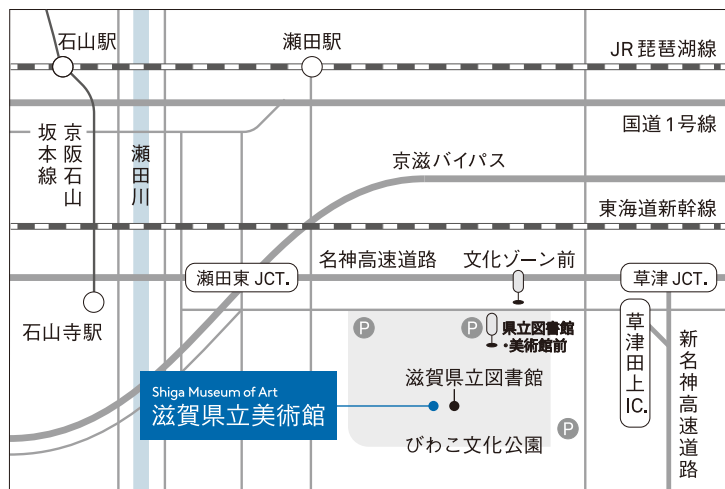 石山駅
瀬田駅
JR琵琶湖線
国道1号線
京阪石山
坂本線
瀬田川
京滋バイパス
東海道新幹線
瀬田東 JCT.
名神高速道路
文化ゾーン前
草津 JCT.
石山寺駅
P
P
県立図書館
・美術館前
草津田上 IC.
新名神高速道路
Shiga Museum of Art
滋賀県立美術館
滋賀県立図書館
P
びわこ文化公園